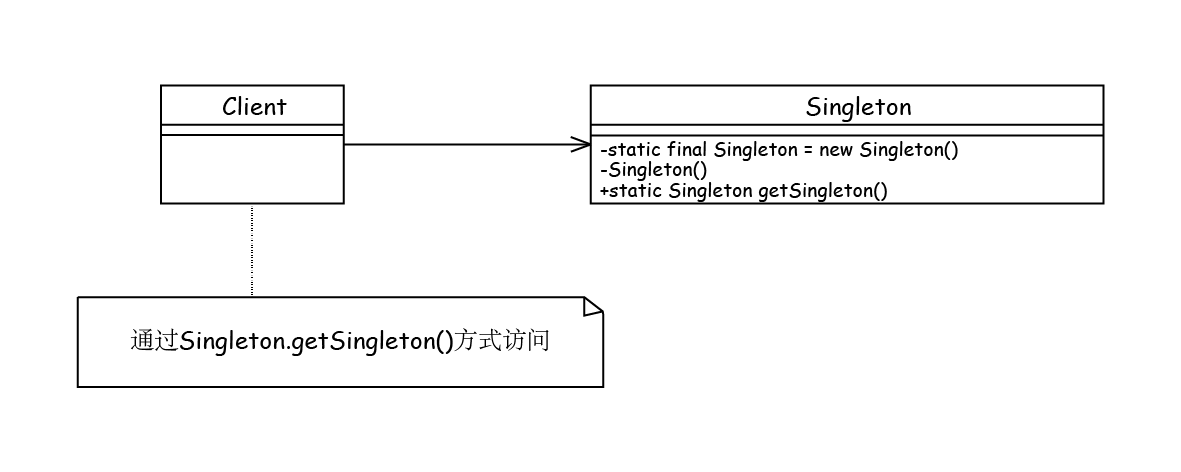 Client
Singleton
-static final Singleton = new Singleton()
-Singleton()
+static Singleton getSingleton()
通过Singleton.getSingleton()方式访问